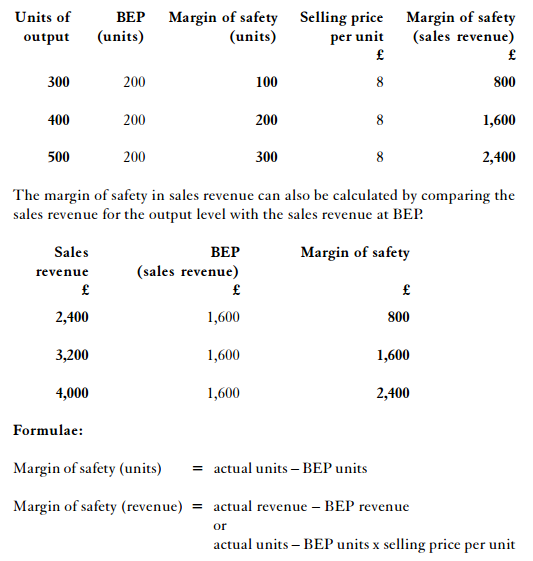 Units of BEP Margin of safety Selling price Margin of safety
output (units) (units) per unit (sales revenue)
£ £
300 200 100 8 800
400 200 200 8 1,600
500 200 300 8 2,400
The margin of safety in sales revenue can also be calculated by comparing the
sales revenue for the output level with the sales revenue at BEP.
Sales BEP Margin of safety
revenue (sales revenue)
£ £ £
2,400 1,600 800
3,200 1,600 1,600
4,000 1,600 2,400
Formulae:
Margin of safety (units) = actual units – BEP units
Margin of safety (revenue) = actual revenue – BEP revenue
or
actual units – BEP units x selling price per unit